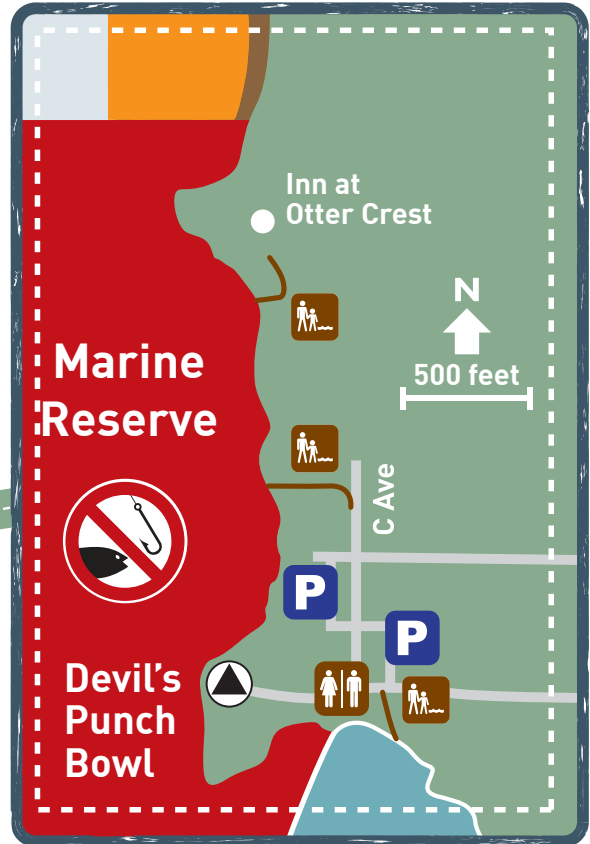 Inn at
Otter Crest
N
500 feet
Marine
Reserve
C Ave
P
P
Devil's
Punch
Bowl